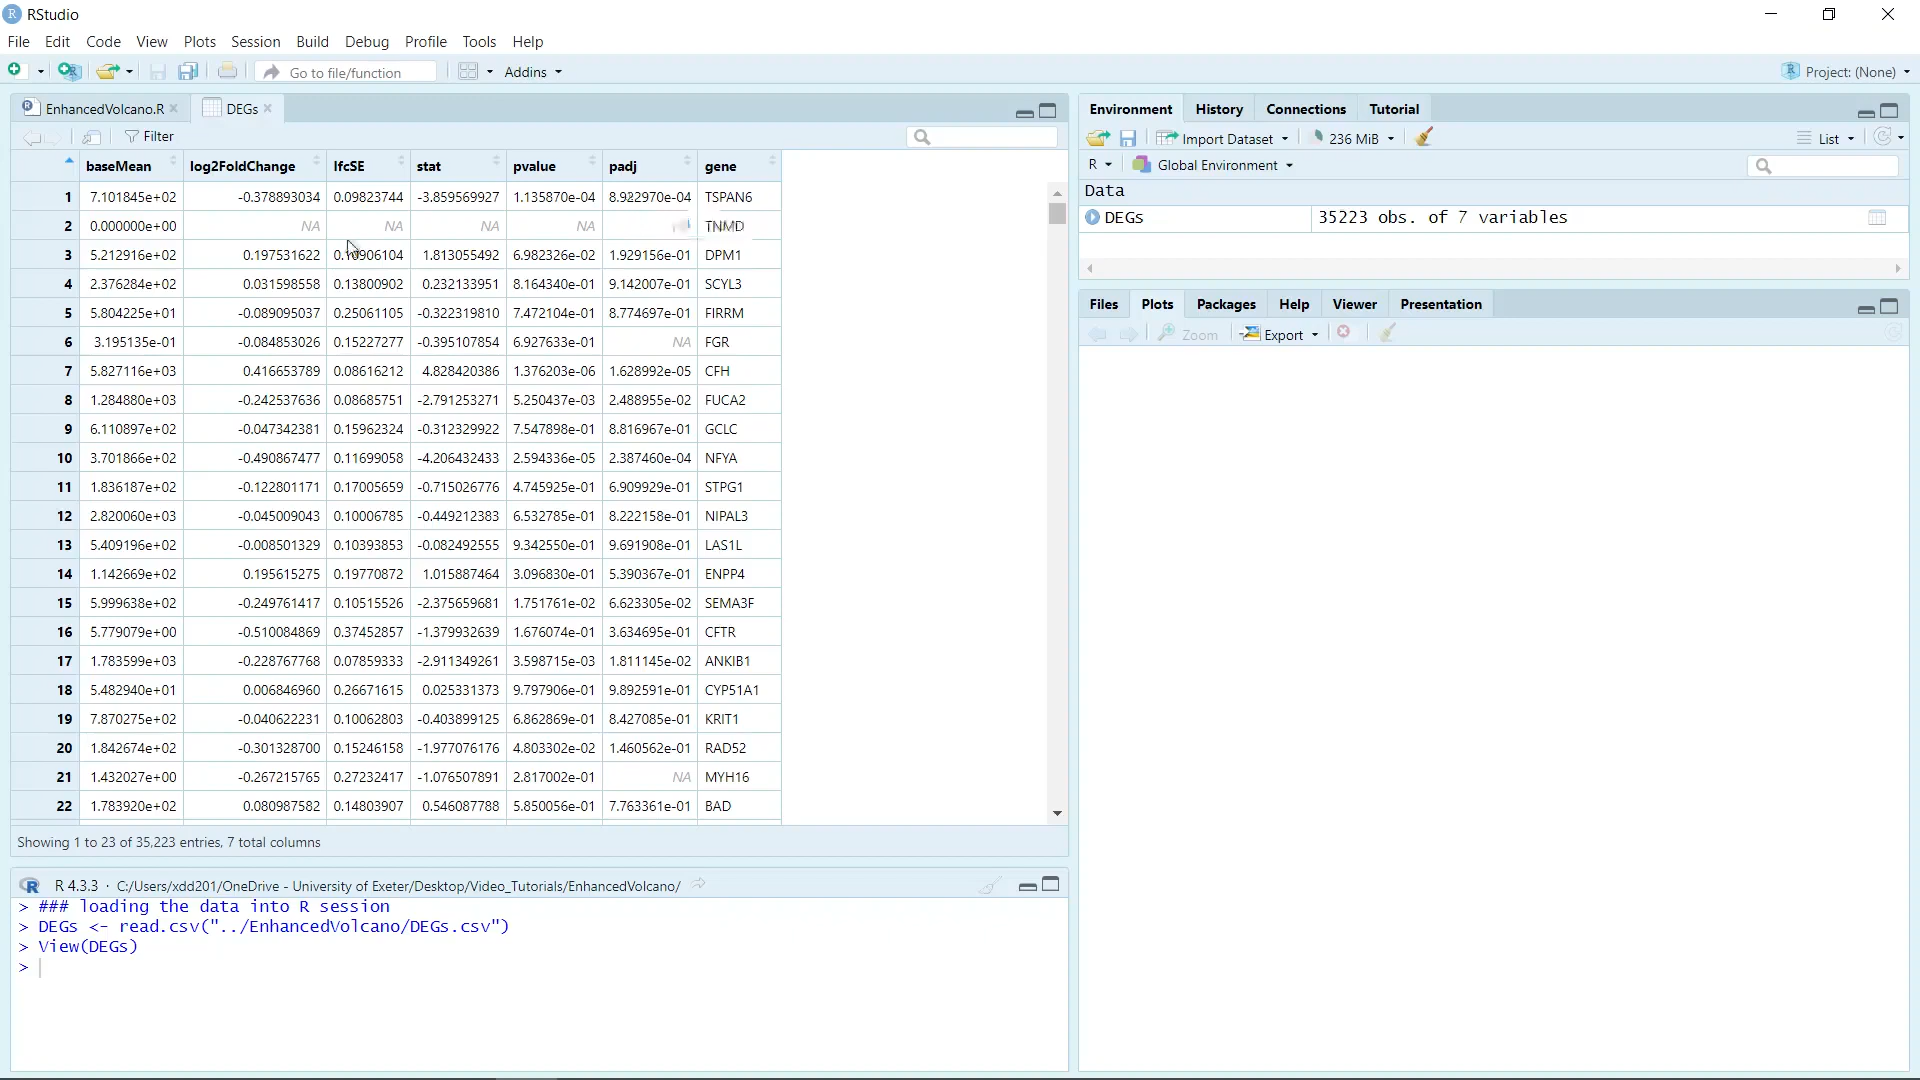 RStudio
File Edit Code View Plots Session Build Debug Profile Tools Help
Go to file/function Addins Project: (None)
EnhancedVolcano.R DEGs
Filter
baseMean log2FoldChange lfcSE stat pvalue padj gene
1 7.101845e+02 -0.378893034 0.09823744 -3.859569927 1.135870e-04 8.922970e-04 TSPAN6
2 0.000000e+00 NA NA NA NA TNMD
3 5.212916e+02 0.197531622 1.813055492 6.982326e-02 1.929156e-01 DPM1
4 2.376284e+02 0.031598558 0.13800902 0.232133951 8.164340e-01 9.142007e-01 SCYL3
5 5.804225e+01 -0.089095037 0.25061105 -0.322319810 7.472104e-01 8.774697e-01 FIRRM
6 3.195135e-01 -0.084853026 0.15227277 -0.395107854 6.927633e-01 NA FGR
7 5.827116e+03 0.416653789 0.08616212 4.828420386 1.376203e-06 1.628992e-05 CFH
8 1.284880e+03 -0.242537636 0.08685751 -2.791253271 5.250437e-03 2.488955e-02 FUCA2
9 6.110897e+02 -0.047342381 0.15962324 -0.312329922 7.547898e-01 8.816967e-01 GCLC
10 3.701866e+02 -0.490867477 0.11699058 -4.206432433 2.594336e-05 2.387460e-04 NFYA
11 1.836187e+02 -0.122801171 0.17005659 -0.715026776 4.745925e-01 6.909929e-01 STPG1
12 2.820060e+03 -0.045009043 0.10006785 -0.449212383 6.532785e-01 8.222158e-01 NIPAL3
13 5.409196e+02 -0.008501329 0.10393853 -0.082492555 9.342550e-01 9.691908e-01 LAS1L
14 1.142669e+02 0.195615275 0.19770872 1.015887464 3.096830e-01 5.390367e-01 ENPP4
15 5.999638e+02 -0.249761417 0.10515526 -2.375659681 1.751761e-02 6.623305e-02 SEMA3F
16 5.779079e+00 -0.510084869 0.37452857 -1.379932639 1.676074e-01 3.634695e-01 CFTR
17 1.783599e+03 -0.228767768 0.07859333 -2.911349261 3.598715e-03 1.811145e-02 ANKIB1
18 5.482940e+01 0.006846960 0.26671615 0.025331373 9.797906e-01 9.892591e-01 CYP51A1
19 7.870275e+02 -0.040622231 0.10062803 -0.403899125 6.862869e-01 8.427085e-01 KRIT1
20 1.842674e+02 -0.301328700 0.15246158 -1.977076176 4.803302e-02 1.460562e-01 RAD52
21 1.432027e+00 -0.267215765 0.27232417 -1.076507891 2.817002e-01 NA MYH16
22 1.783920e+02 0.080987582 0.14803907 0.546087788 5.850056e-01 7.763361e-01 BAD
Showing 1 to 23 of 35,223 entries, 7 total columns
R 4.3.3 · C:/Users/xdd201/OneDrive - University of Exeter/Desktop/Video_Tutorials/EnhancedVolcano/
> ### loading the data into R session
> DEGs <- read.csv("../EnhancedVolcano/DEGs.csv")
> View(DEGs)
>
Environment History Connections Tutorial
Import Dataset 236 MiB List
R Global Environment
Data
DEGs 35223 obs. of 7 variables
Files Plots Packages Help Viewer Presentation
Zoom Export